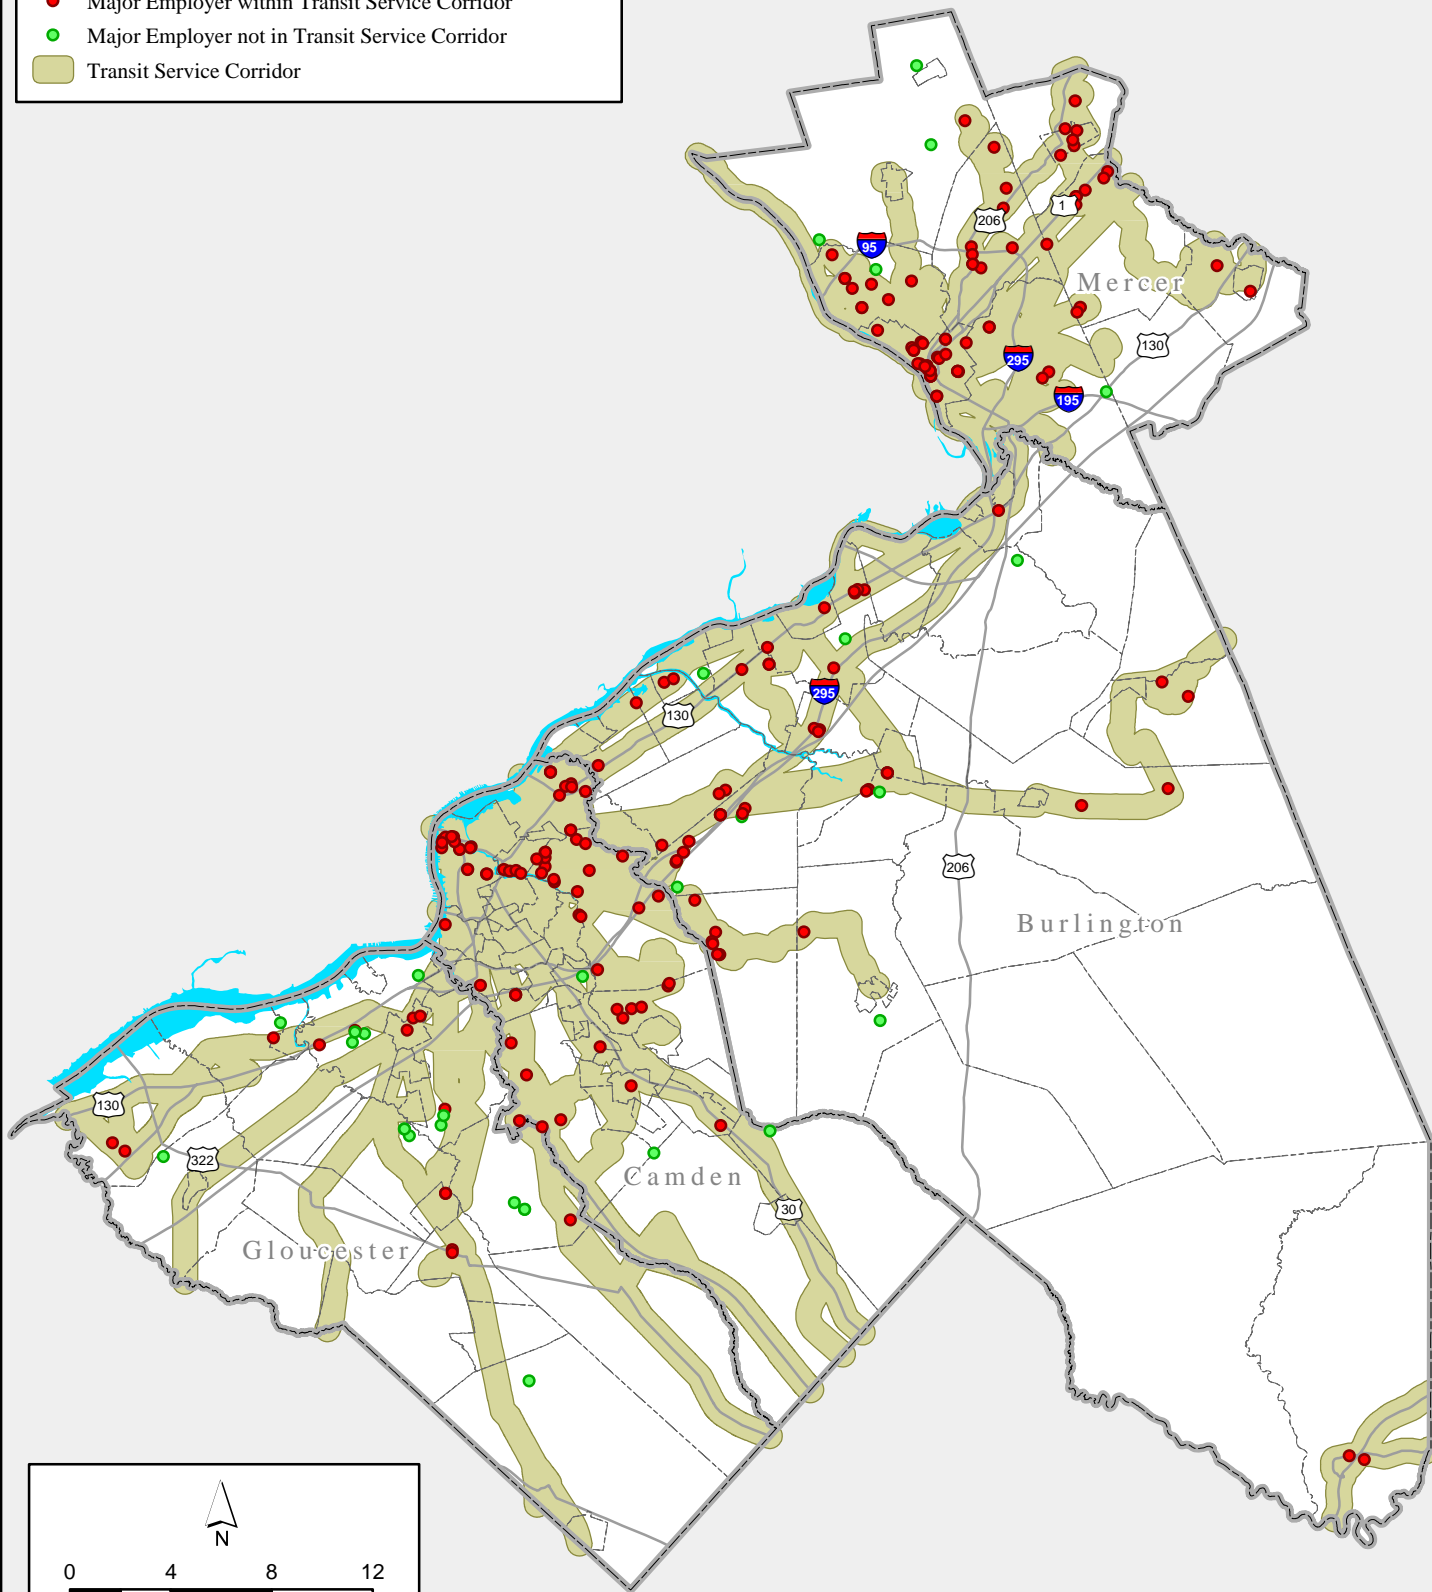 Major Employer within Transit Service Corridor
Major Employer not in Transit Service Corridor
Transit Service Corridor
206
1
95
Mercer
130
295
195
295
130
206
Burlington
130
322
Camden
30
Gloucester
N
0 4 8 12